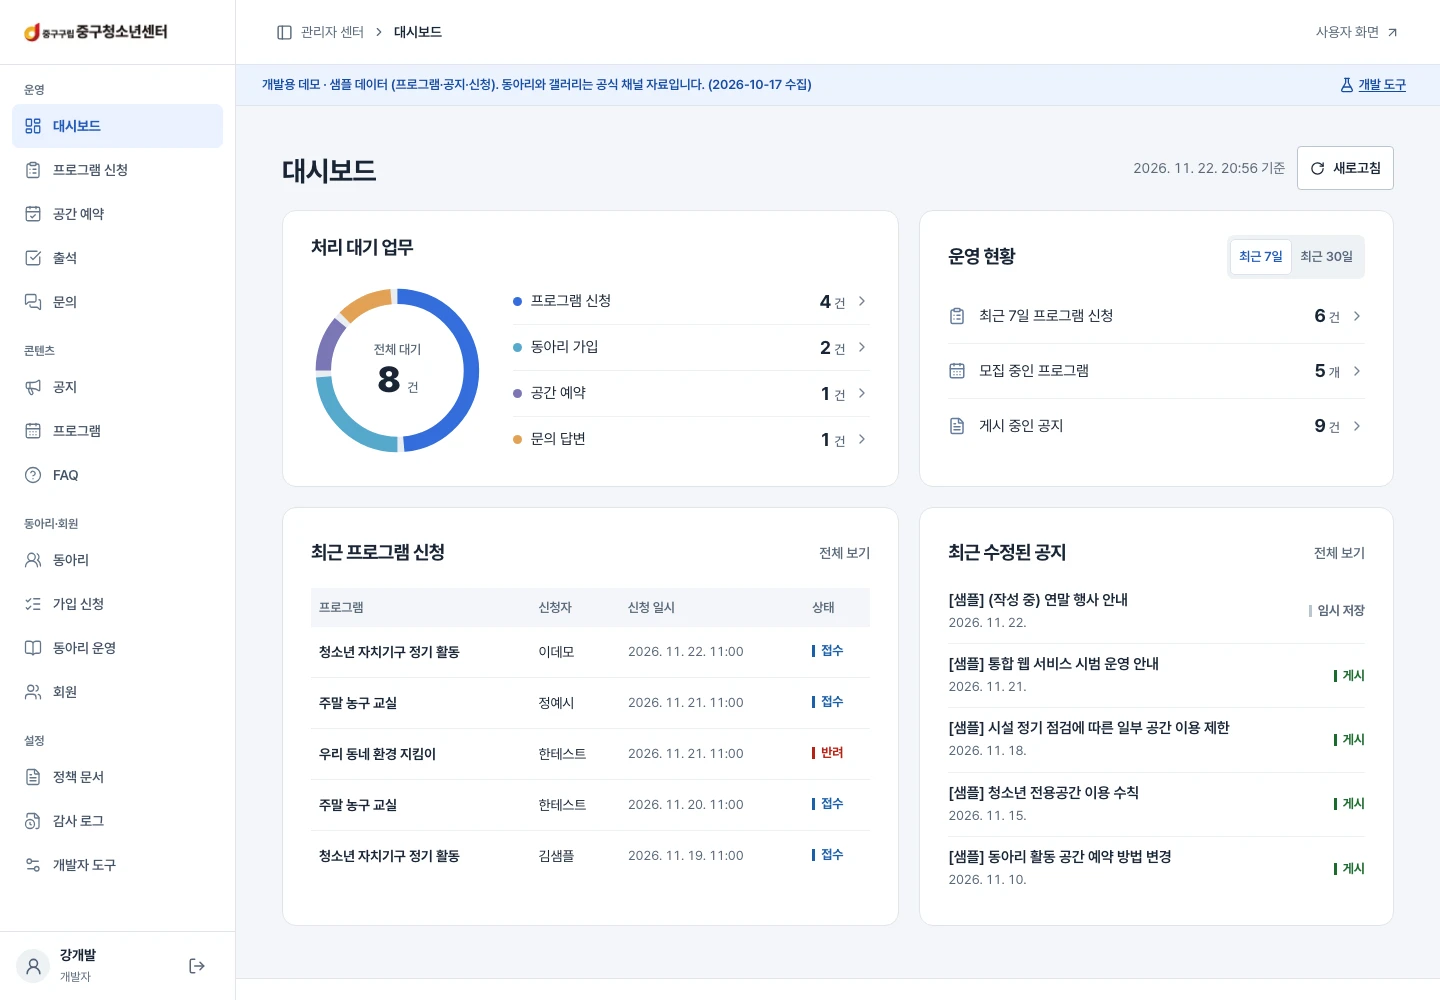 중구구립 중구청소년센터
관리자 센터 대시보드
사용자 화면
개발용 데모 · 샘플 데이터 (프로그램·공지·신청). 동아리와 갤러리는 공식 채널 자료입니다. (2026-10-17 수집)
개발 도구
운영
대시보드
프로그램 신청
공간 예약
출석
문의
콘텐츠
공지
프로그램
FAQ
동아리·회원
동아리
가입 신청
동아리 운영
회원
설정
정책 문서
감사 로그
개발자 도구
강개발
개발자
대시보드
2026. 11. 22. 20:56 기준
새로고침
처리 대기 업무
전체 대기
8 건
프로그램 신청 4 건
동아리 가입 2 건
공간 예약 1 건
문의 답변 1 건
운영 현황
최근 7일 최근 30일
최근 7일 프로그램 신청 6 건
모집 중인 프로그램 5 개
게시 중인 공지 9 건
최근 프로그램 신청
전체 보기
프로그램 신청자 신청 일시 상태
청소년 자치기구 정기 활동 이데모 2026. 11. 22. 11:00 접수
주말 농구 교실 정예시 2026. 11. 21. 11:00 접수
우리 동네 환경 지킴이 한테스트 2026. 11. 21. 11:00 반려
주말 농구 교실 한테스트 2026. 11. 20. 11:00 접수
청소년 자치기구 정기 활동 김샘플 2026. 11. 19. 11:00 접수
최근 수정된 공지
전체 보기
[샘플] (작성 중) 연말 행사 안내
2026. 11. 22.
임시 저장
[샘플] 통합 웹 서비스 시범 운영 안내
2026. 11. 21.
게시
[샘플] 시설 정기 점검에 따른 일부 공간 이용 제한
2026. 11. 18.
게시
[샘플] 청소년 전용공간 이용 수칙
2026. 11. 15.
게시
[샘플] 동아리 활동 공간 예약 방법 변경
2026. 11. 10.
게시